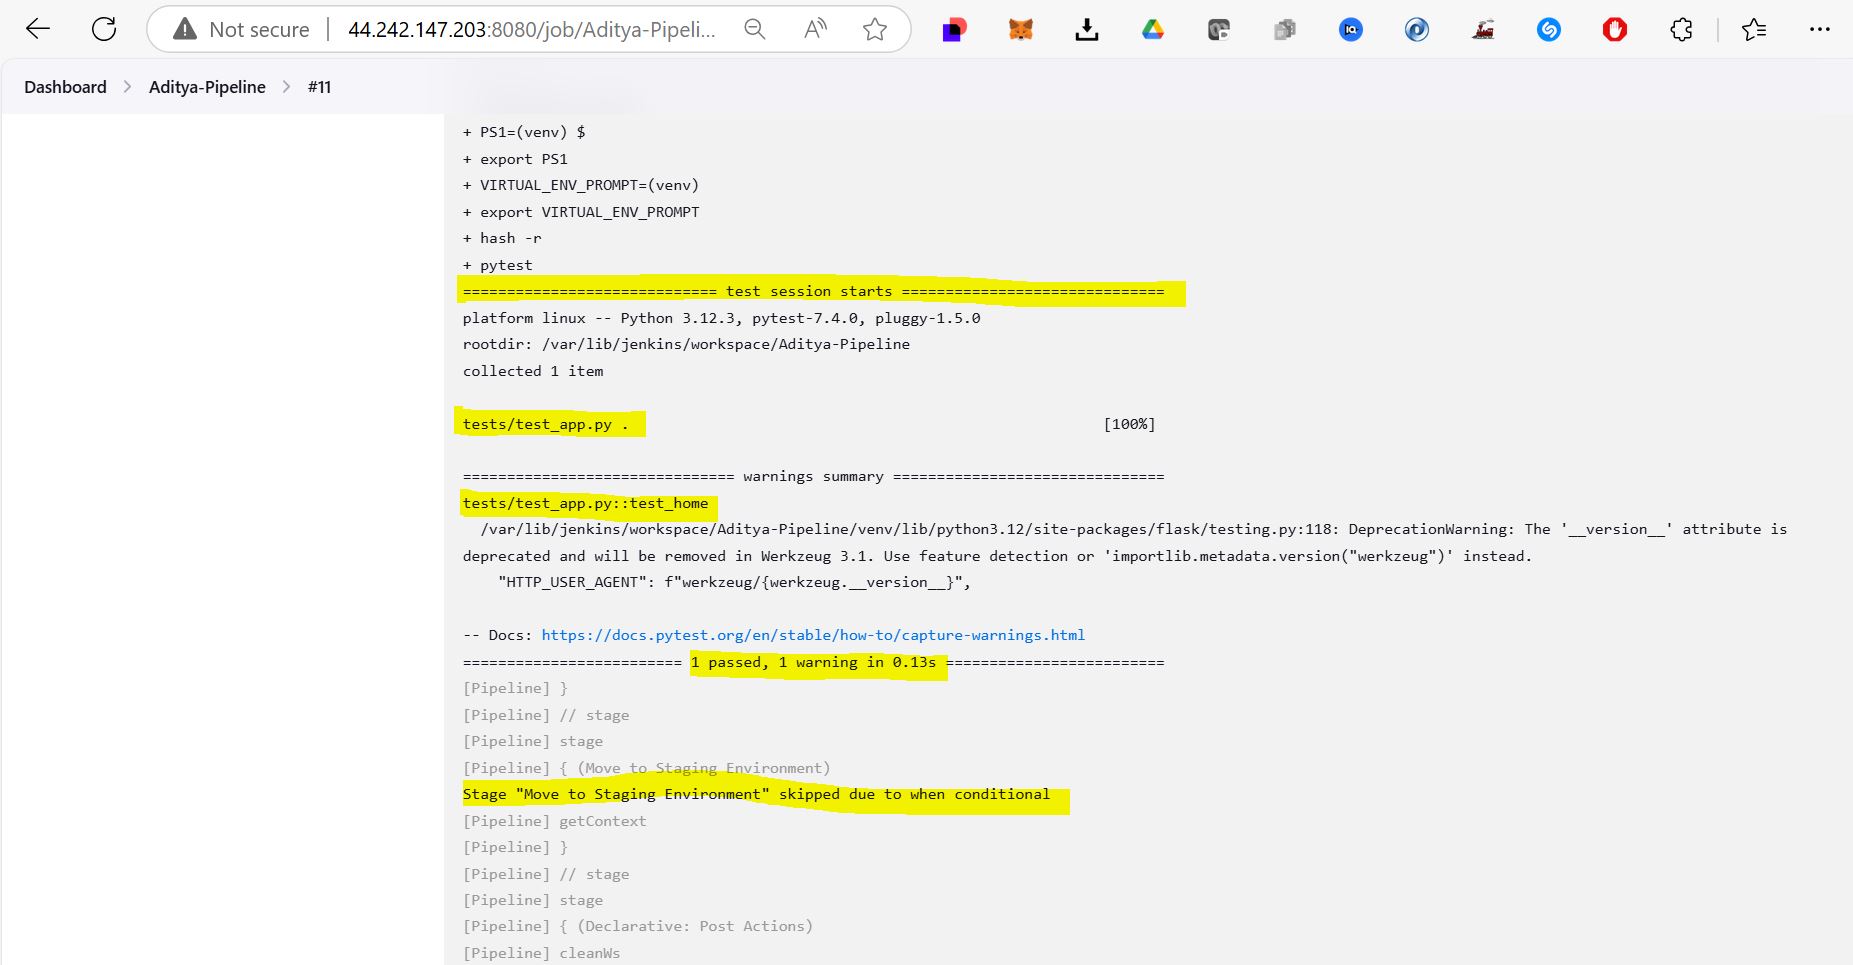 Not secure
44.242.147.203:8080/job/Aditya-Pipeli...
Dashboard > Aditya-Pipeline > #11
+ PS1=(venv) $
+ export PS1
+ VIRTUAL_ENV_PROMPT=(venv)
+ export VIRTUAL_ENV_PROMPT
+ hash -r
+ pytest
============================= test session starts ==============================
platform linux -- Python 3.12.3, pytest-7.4.0, pluggy-1.5.0
rootdir: /var/lib/jenkins/workspace/Aditya-Pipeline
collected 1 item
tests/test_app.py . [100%]
=============================== warnings summary ===============================
tests/test_app.py::test_home
/var/lib/jenkins/workspace/Aditya-Pipeline/venv/lib/python3.12/site-packages/flask/testing.py:118: DeprecationWarning: The '__version__' attribute is
deprecated and will be removed in Werkzeug 3.1. Use feature detection or 'importlib.metadata.version("werkzeug")' instead.
"HTTP_USER_AGENT": f"werkzeug/{werkzeug.__version__}",
-- Docs: https://docs.pytest.org/en/stable/how-to/capture-warnings.html
========================= 1 passed, 1 warning in 0.13s =========================
[Pipeline] }
[Pipeline] // stage
[Pipeline] stage
[Pipeline] { (Move to Staging Environment)
Stage "Move to Staging Environment" skipped due to when conditional
[Pipeline] getContext
[Pipeline] }
[Pipeline] // stage
[Pipeline] stage
[Pipeline] { (Declarative: Post Actions)
[Pipeline] cleanWs